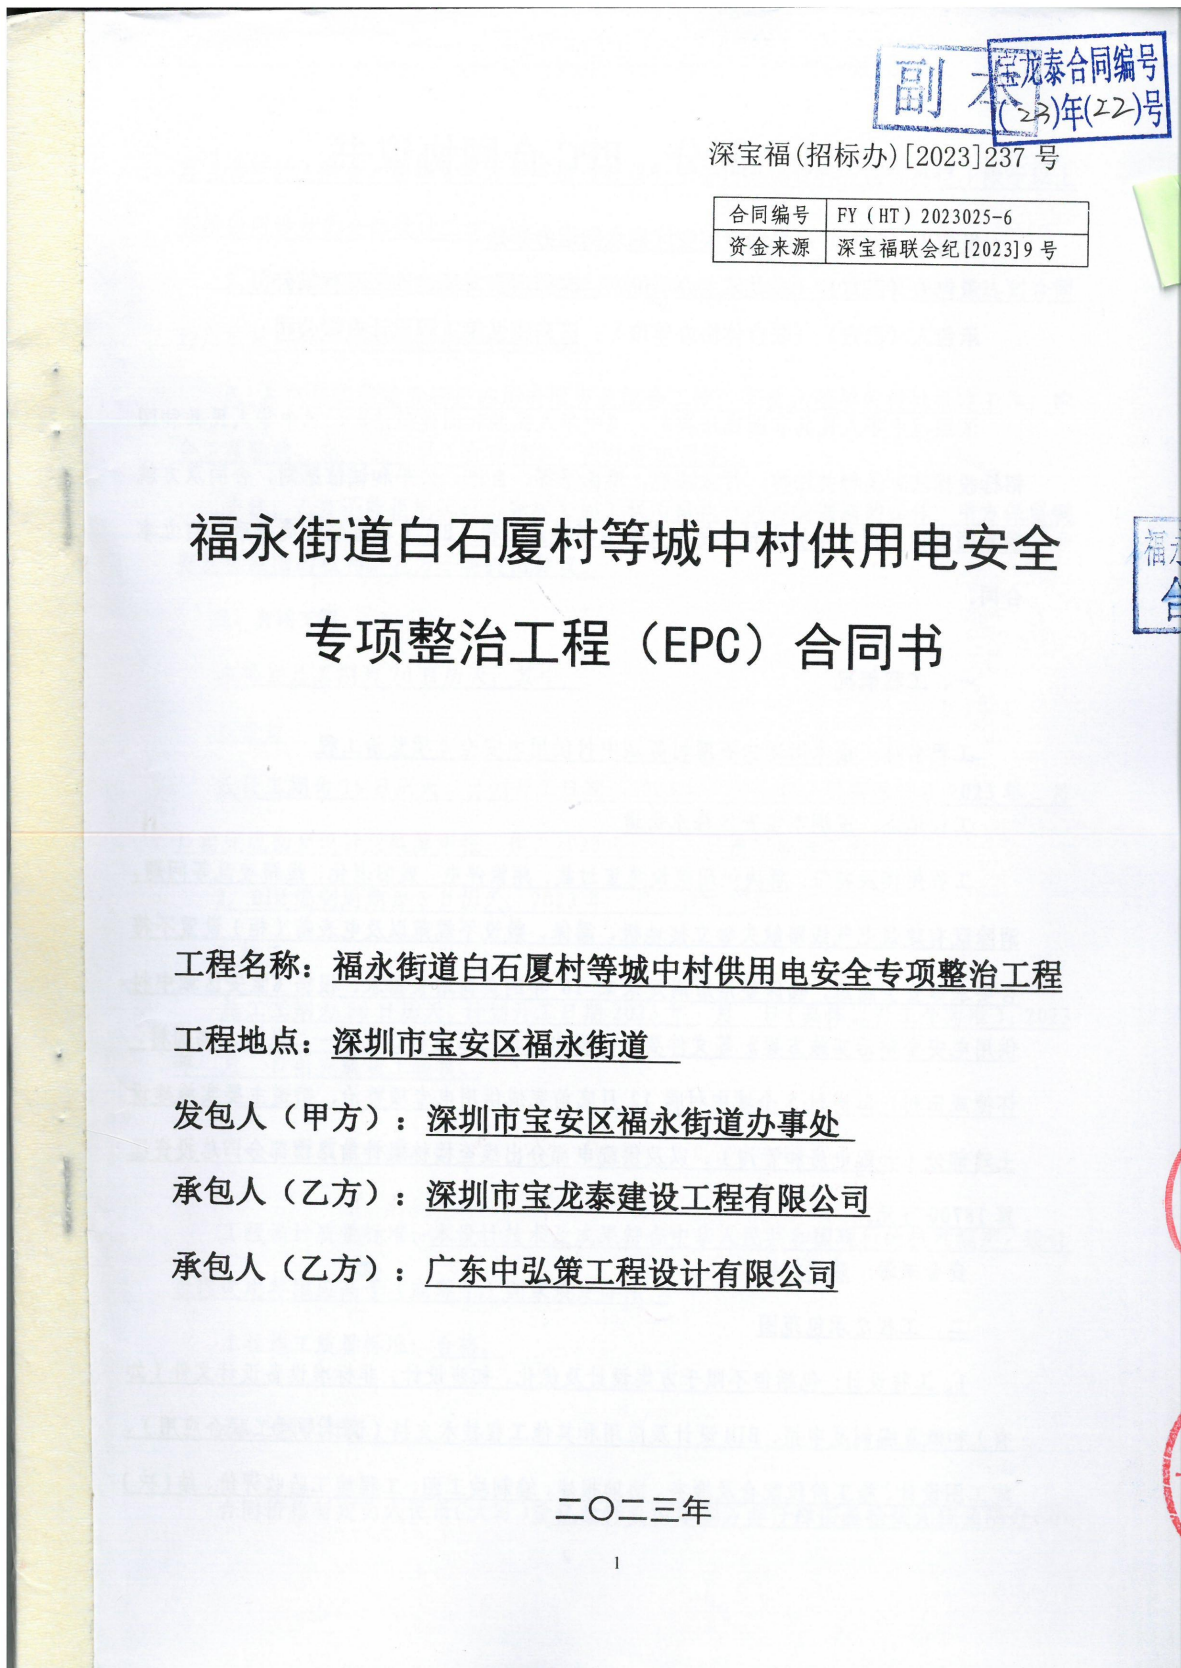 副本
宝龙泰合同编号
(23)年(22)号
深宝福(招标办)[2023]237 号
合同编号 FY（HT）2023025-6
资金来源 深宝福联会纪[2023]9 号
福永街道白石厦村等城中村供用电安全
专项整治工程（EPC）合同书
福永
合
工程名称：福永街道白石厦村等城中村供用电安全专项整治工程
工程地点：深圳市宝安区福永街道
发包人（甲方）：深圳市宝安区福永街道办事处
承包人（乙方）：深圳市宝龙泰建设工程有限公司
承包人（乙方）：广东中弘策工程设计有限公司
二〇二三年
1